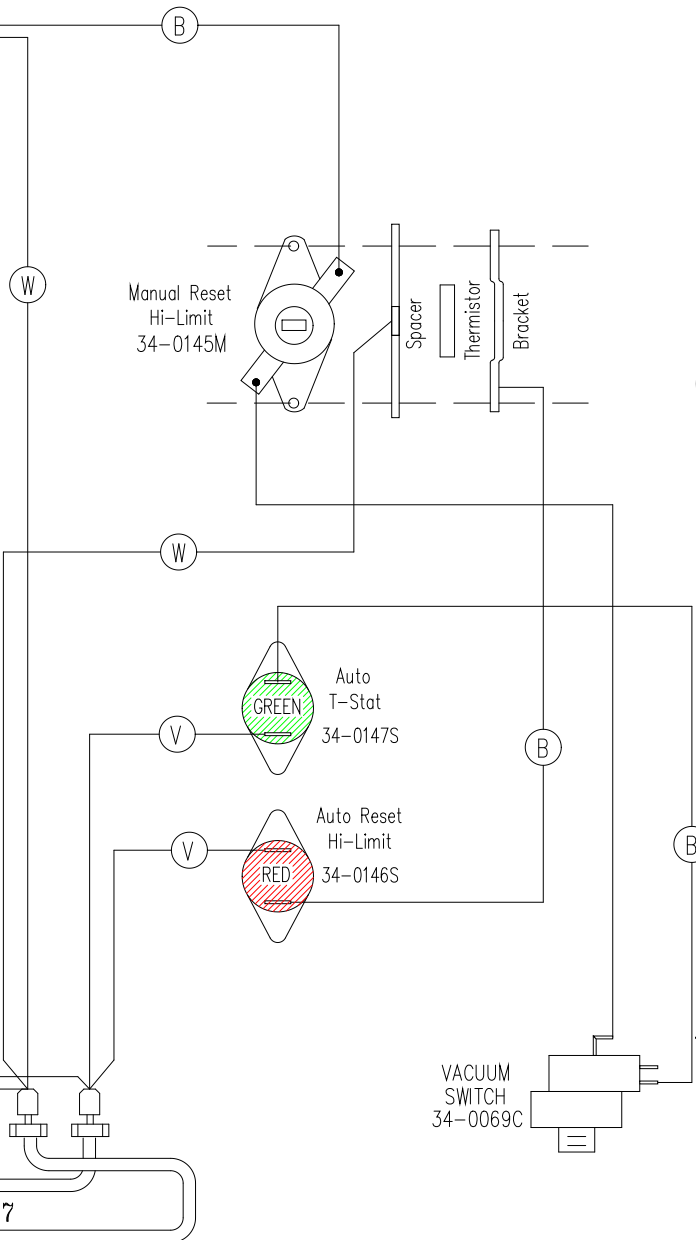 B
W
Manual Reset
Hi-Limit
34-0145M
Spacer
Thermistor
Bracket
W
GREEN
Auto
T-Stat
34-0147S
V
B
Auto Reset
Hi-Limit
V
RED
34-0146S
B
VACUUM
SWITCH
34-0069C
7